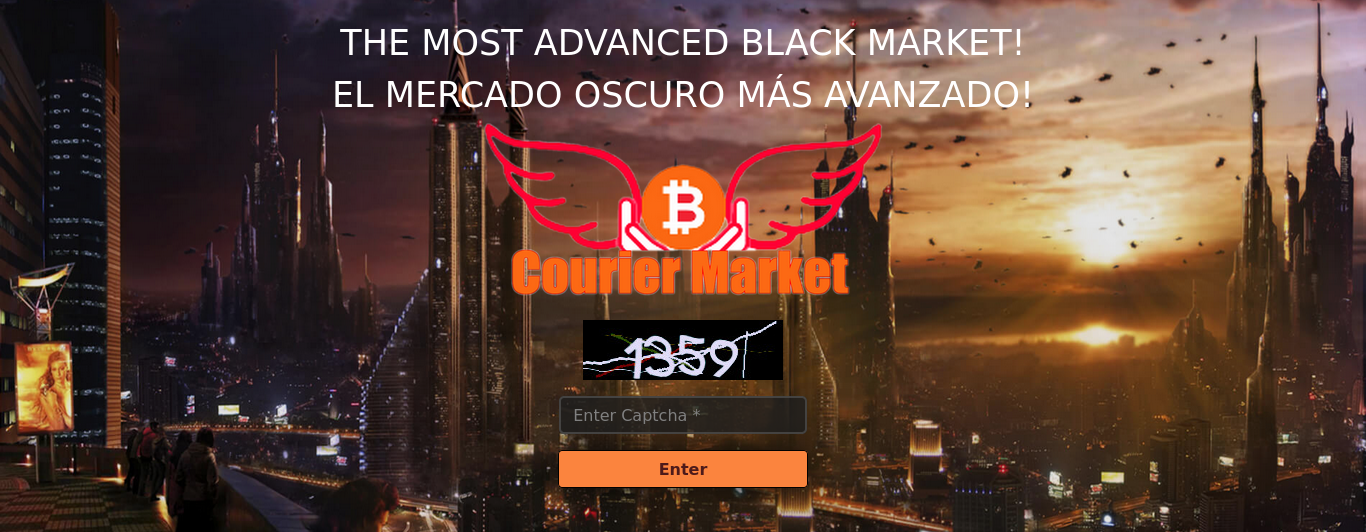 THE MOST ADVANCED BLACK MARKET!
EL MERCADO OSCURO MÁS AVANZADO!
Courier Market
1359
Enter Captcha *
Enter